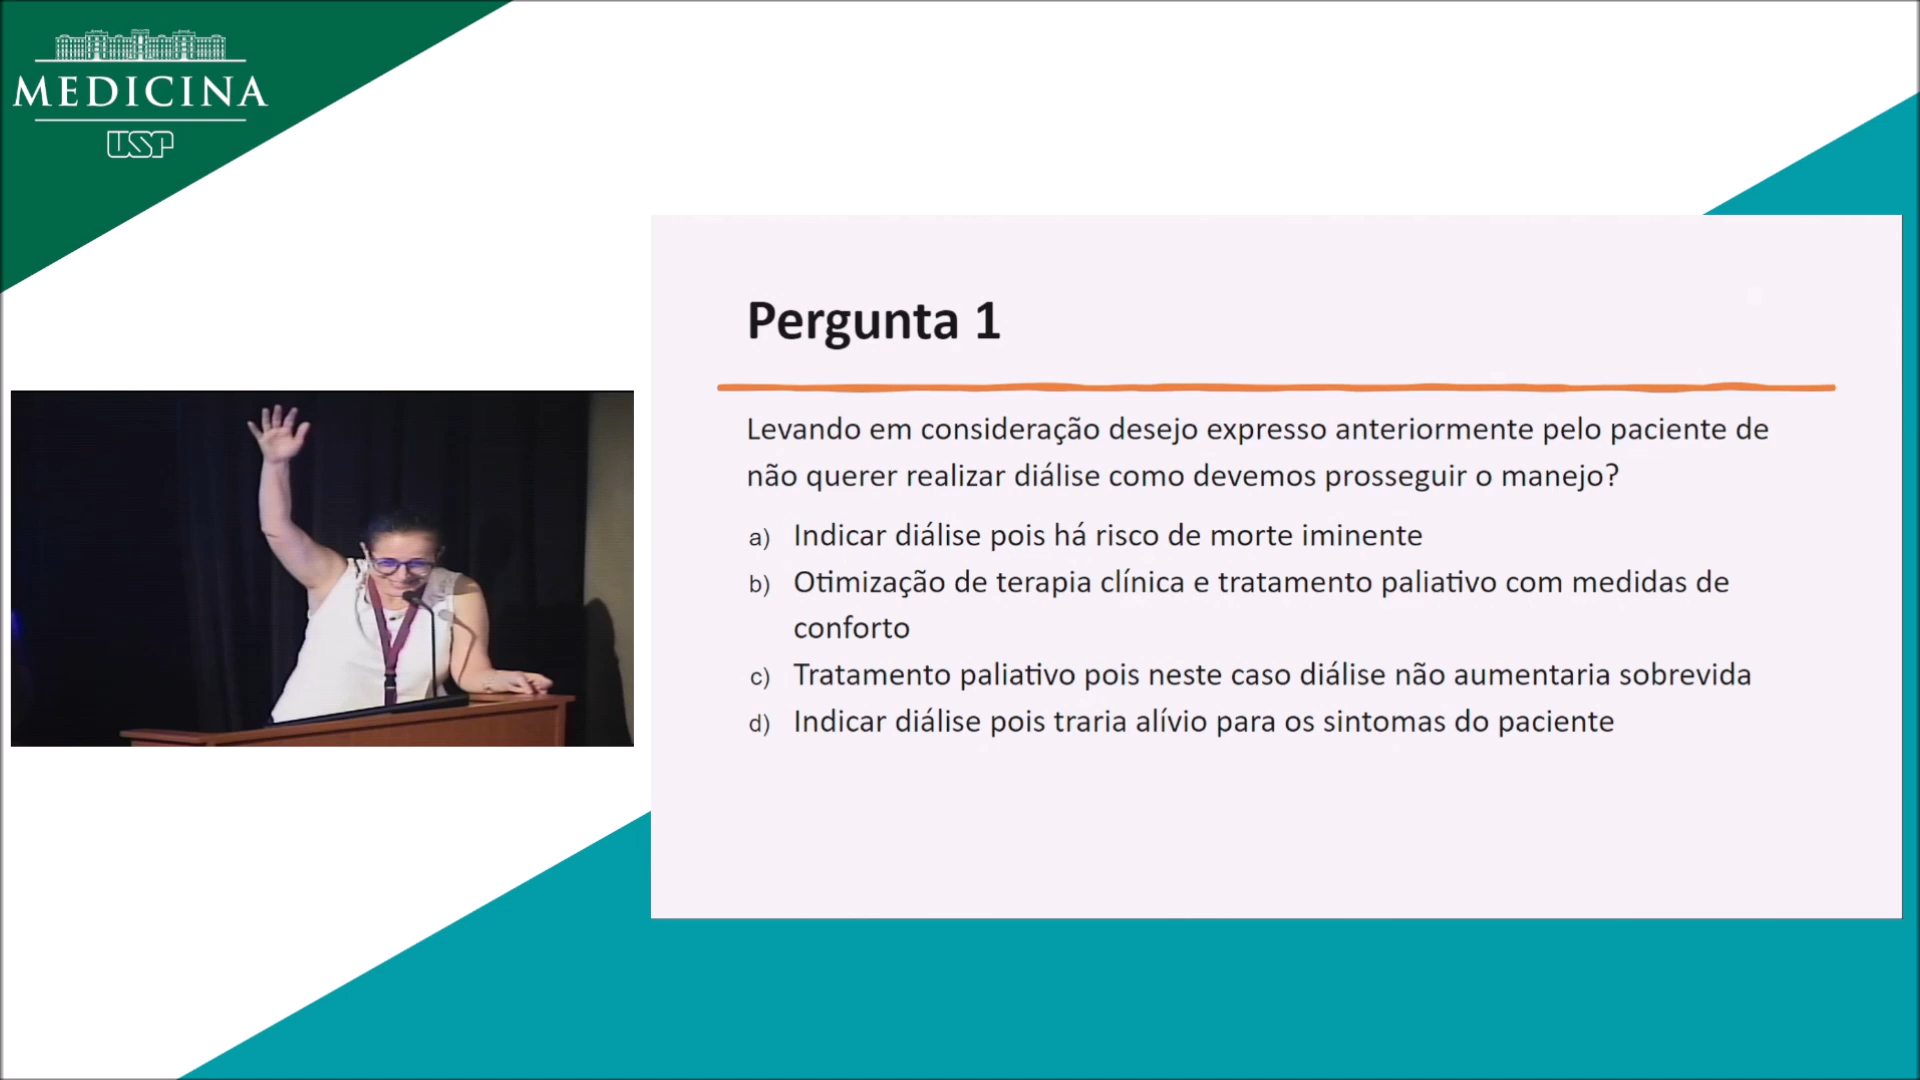 MEDICINA
USP
Pergunta 1
Levando em consideração desejo expresso anteriormente pelo paciente de
não querer realizar diálise como devemos prosseguir o manejo?
a) Indicar diálise pois há risco de morte iminente
b) Otimização de terapia clínica e tratamento paliativo com medidas de
conforto
c) Tratamento paliativo pois neste caso diálise não aumentaria sobrevida
d) Indicar diálise pois traria alívio para os sintomas do paciente